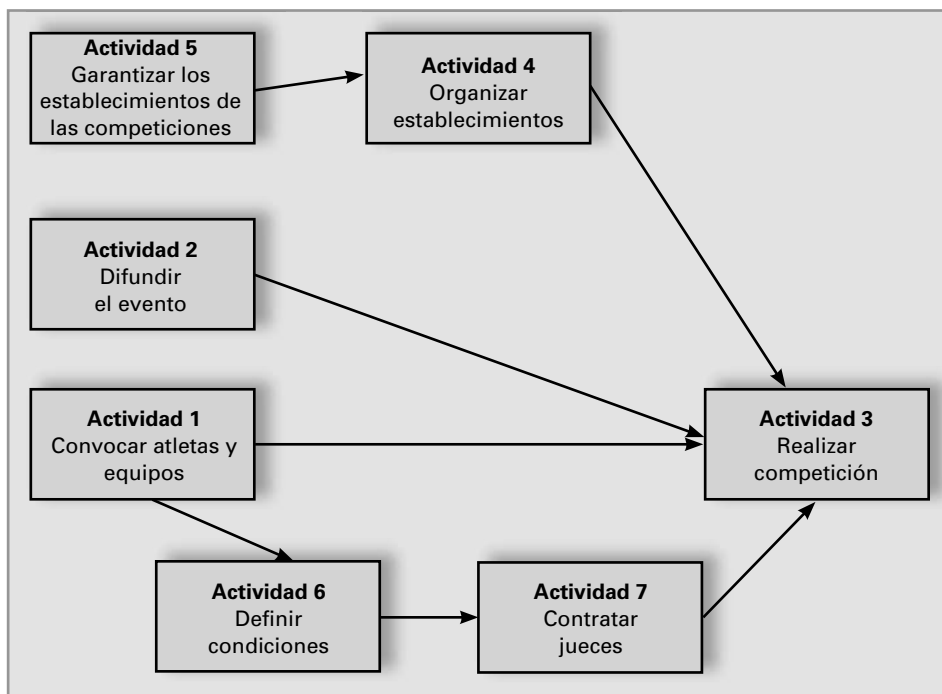 Actividad 5
Garantizar los
establecimientos de
las competiciones
Actividad 4
Organizar
establecimientos
Actividad 2
Difundir
el evento
Actividad 1
Convocar atletas y
equipos
Actividad 3
Realizar
competición
Actividad 6
Definir
condiciones
Actividad 7
Contratar
jueces